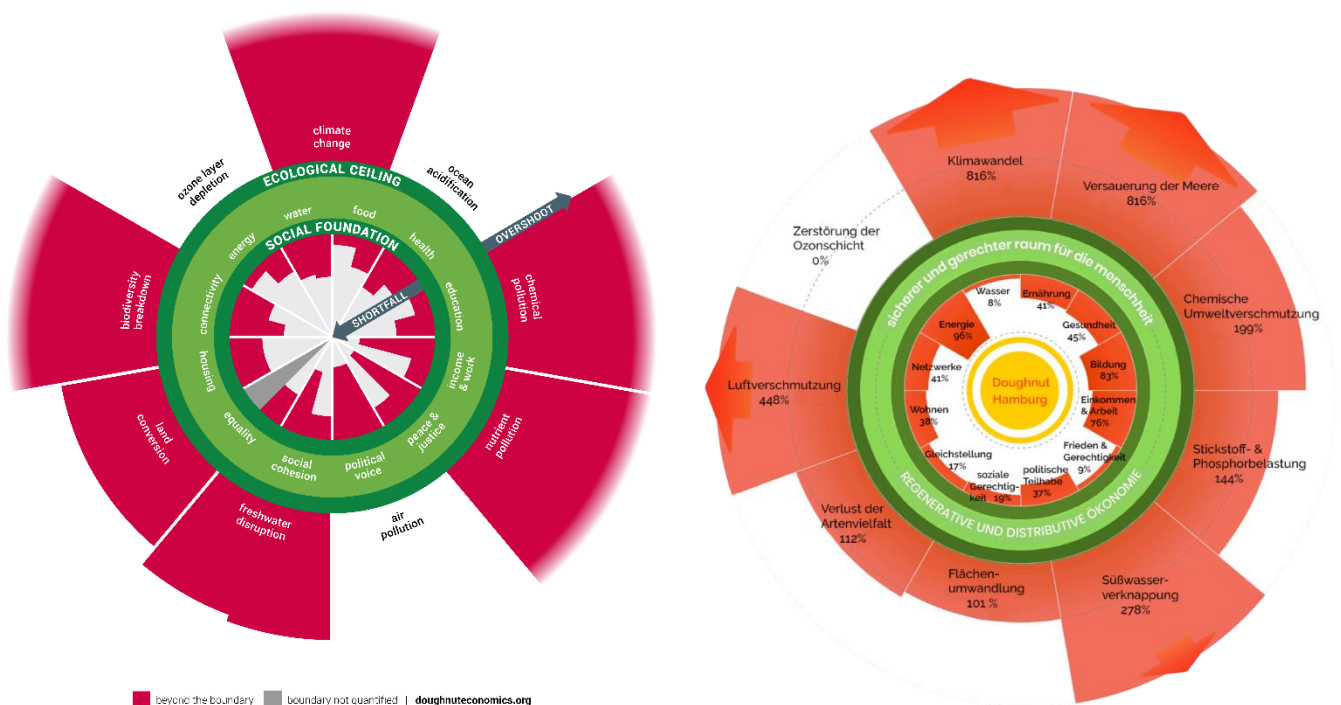 climate
change
ozone layer
depletion
ECOLOGICAL CEILING
ocean
acidification
OVERSHOOT
water
food
energy
SOCIAL FOUNDATION
health
SHORTFALL
connectivity
education
biodiversity
breakdown
chemical
pollution
housing
income
& work
land
conversion
equality
peace &
justice
nutrient
pollution
social
cohesion
political
voice
freshwater
disruption
air
pollution
beyond the boundary
boundary not quantified | doughnuteconomics.org
Klimawandel
816%
Versauerung der Meere
816%
Zerstörung der
Ozonschicht
0%
sicherer und gerechter raum für die menschheit
Chemische
Umweltverschmutzung
199%
Wasser
8%
Ernährung
41%
Energie
96%
Gesundheit
45%
Netzwerke
41%
Bildung
83%
Doughnut
Hamburg
Luftverschmutzung
448%
Wohnen
38%
Einkommen
& Arbeit
76%
Gleichstellung
17%
Frieden &
Gerechtigkeit
9%
soziale
Gerechtig-
keit 19%
politische
Teilhabe
37%
Stickstoff- &
Phosphorbelastung
144%
REGENERATIVE UND DISTRIBUTIVE ÖKONOMIE
Verlust der
Artenvielfalt
112%
Flächen-
umwandlung
101 %
Süßwasser-
verknappung
278%